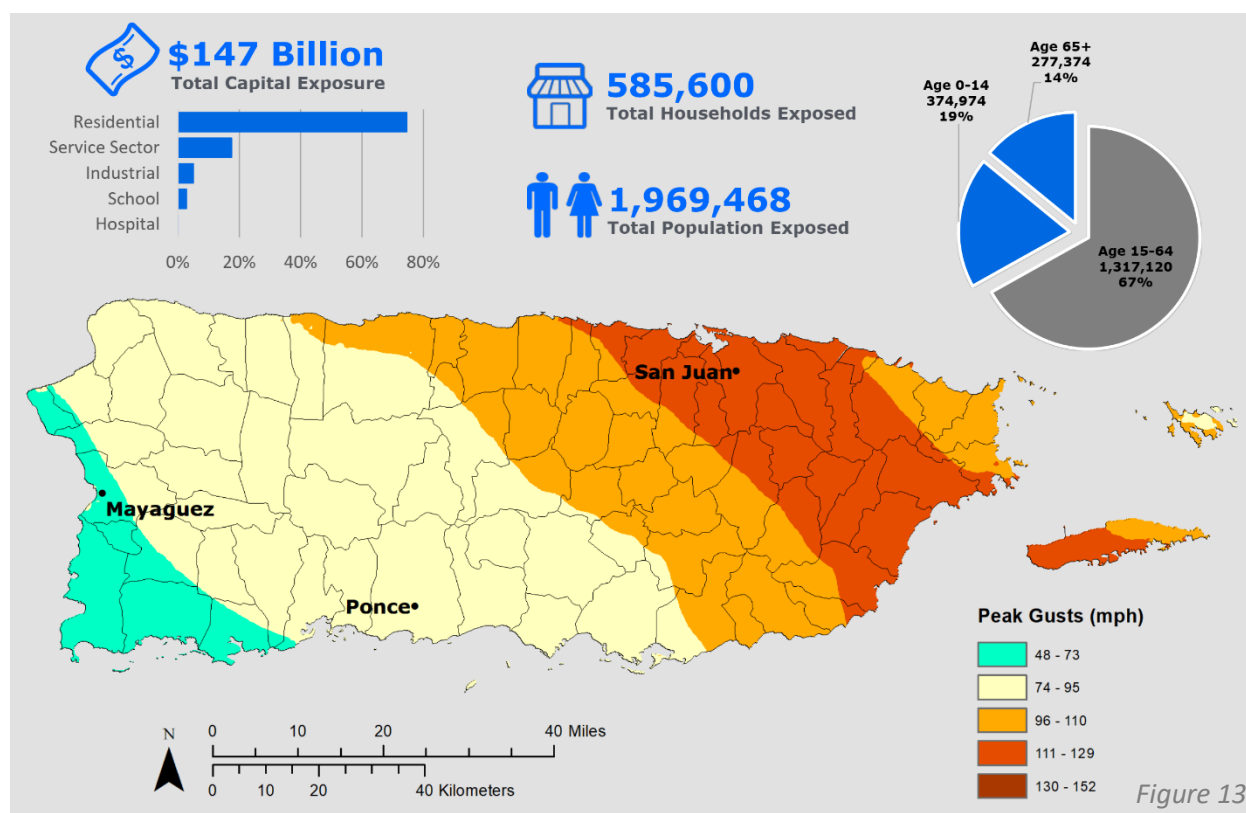 $
$147 Billion
Total Capital Exposure
Residential
Service Sector
Industrial
School
Hospital
0% 20% 40% 60% 80%
585,600
Total Households Exposed
1,969,468
Total Population Exposed
Age 65+
277,374
14%
Age 0-14
374,974
19%
Age 15-64
1,317,120
67%
San Juan
Mayaguez
Ponce
Peak Gusts (mph)
48 - 73
74 - 95
96 - 110
111 - 129
130 - 152
N
0 10 20 40 Miles
0 10 20 40 Kilometers
Figure 13